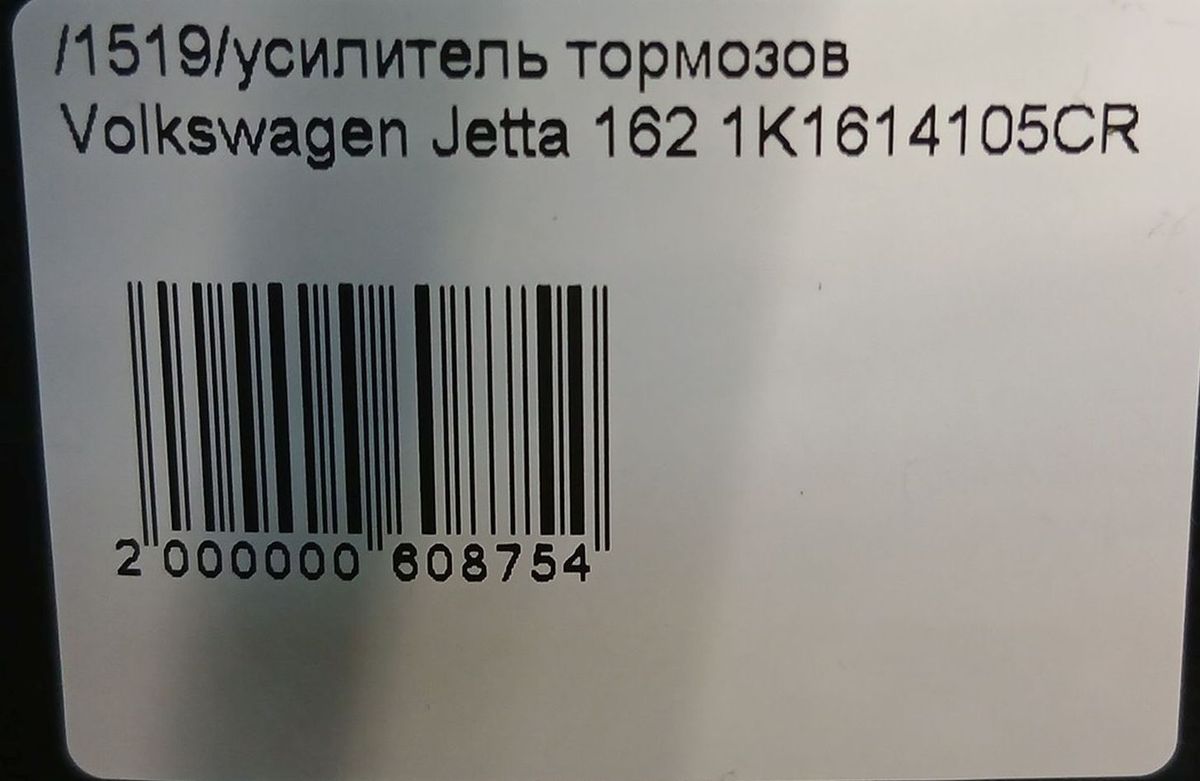 /1519/усилитель тормозов
Volkswagen Jetta 162 1K1614105CR
2 000000 608754